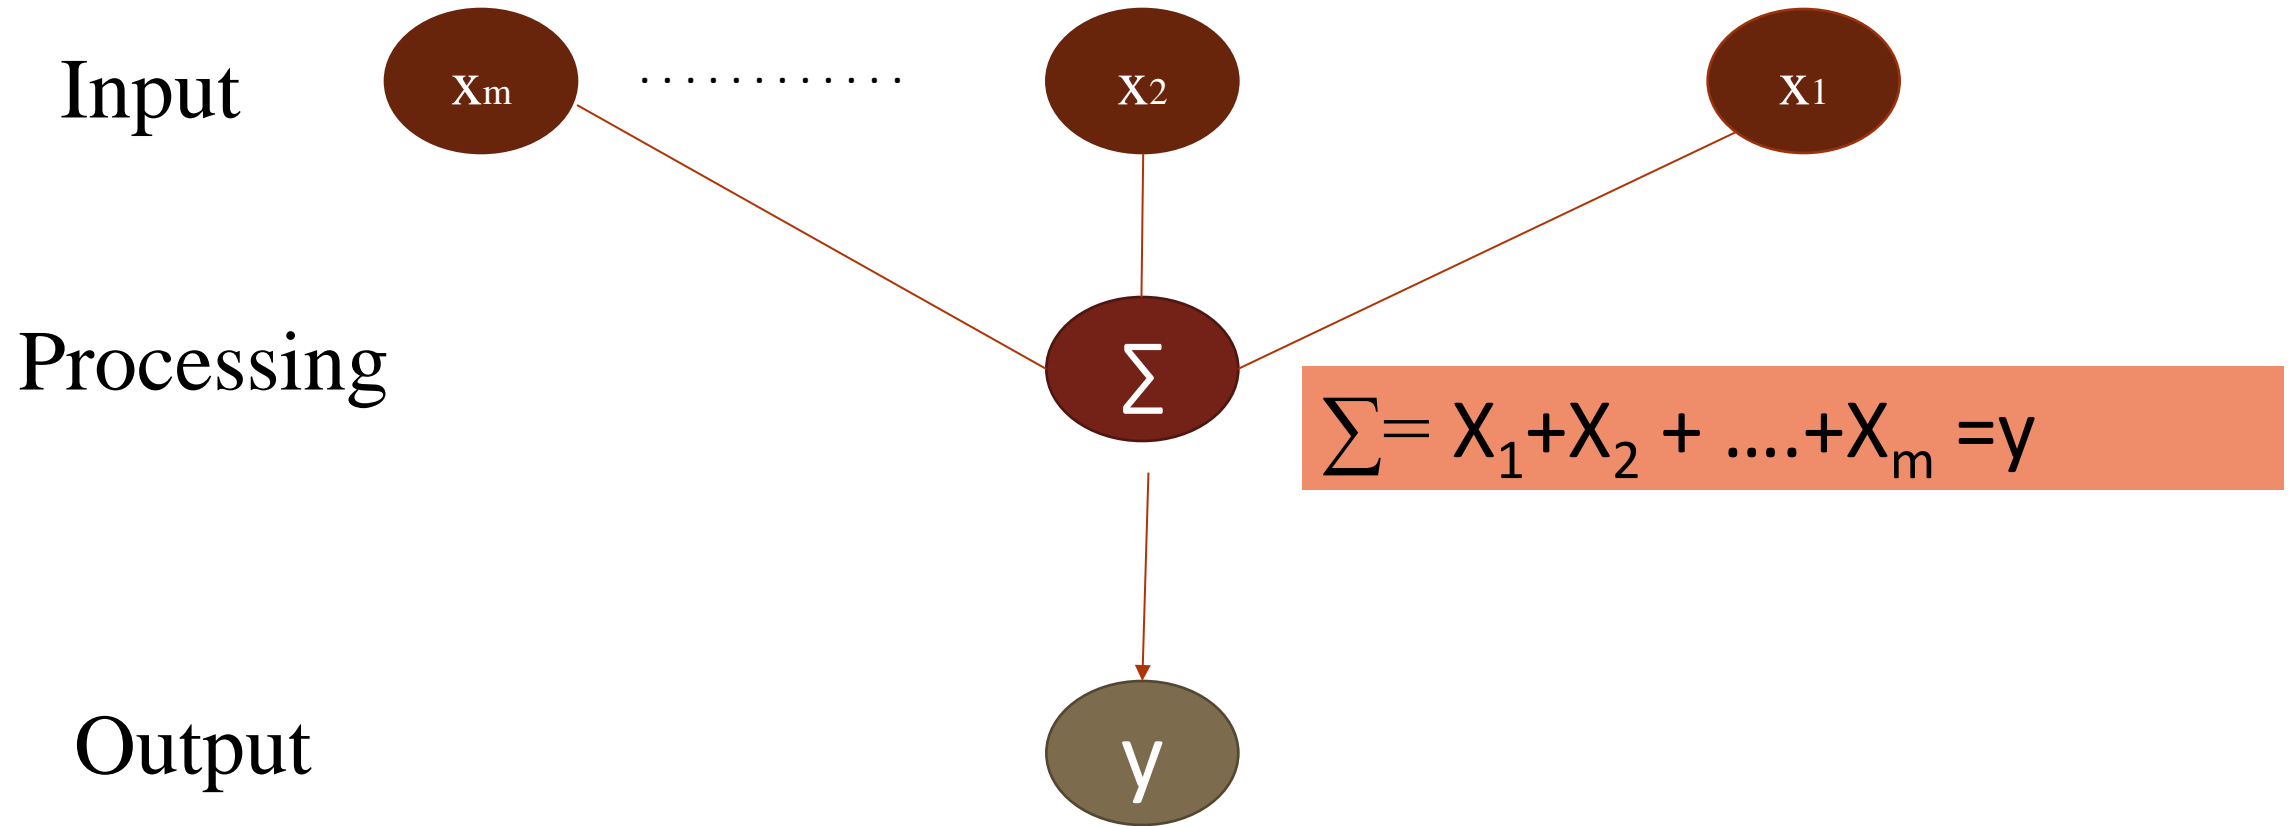 Input xₘ ............ x₂ x₁
Processing ∑
∑= X₁+X₂ + ....+Xₘ =y
Output y